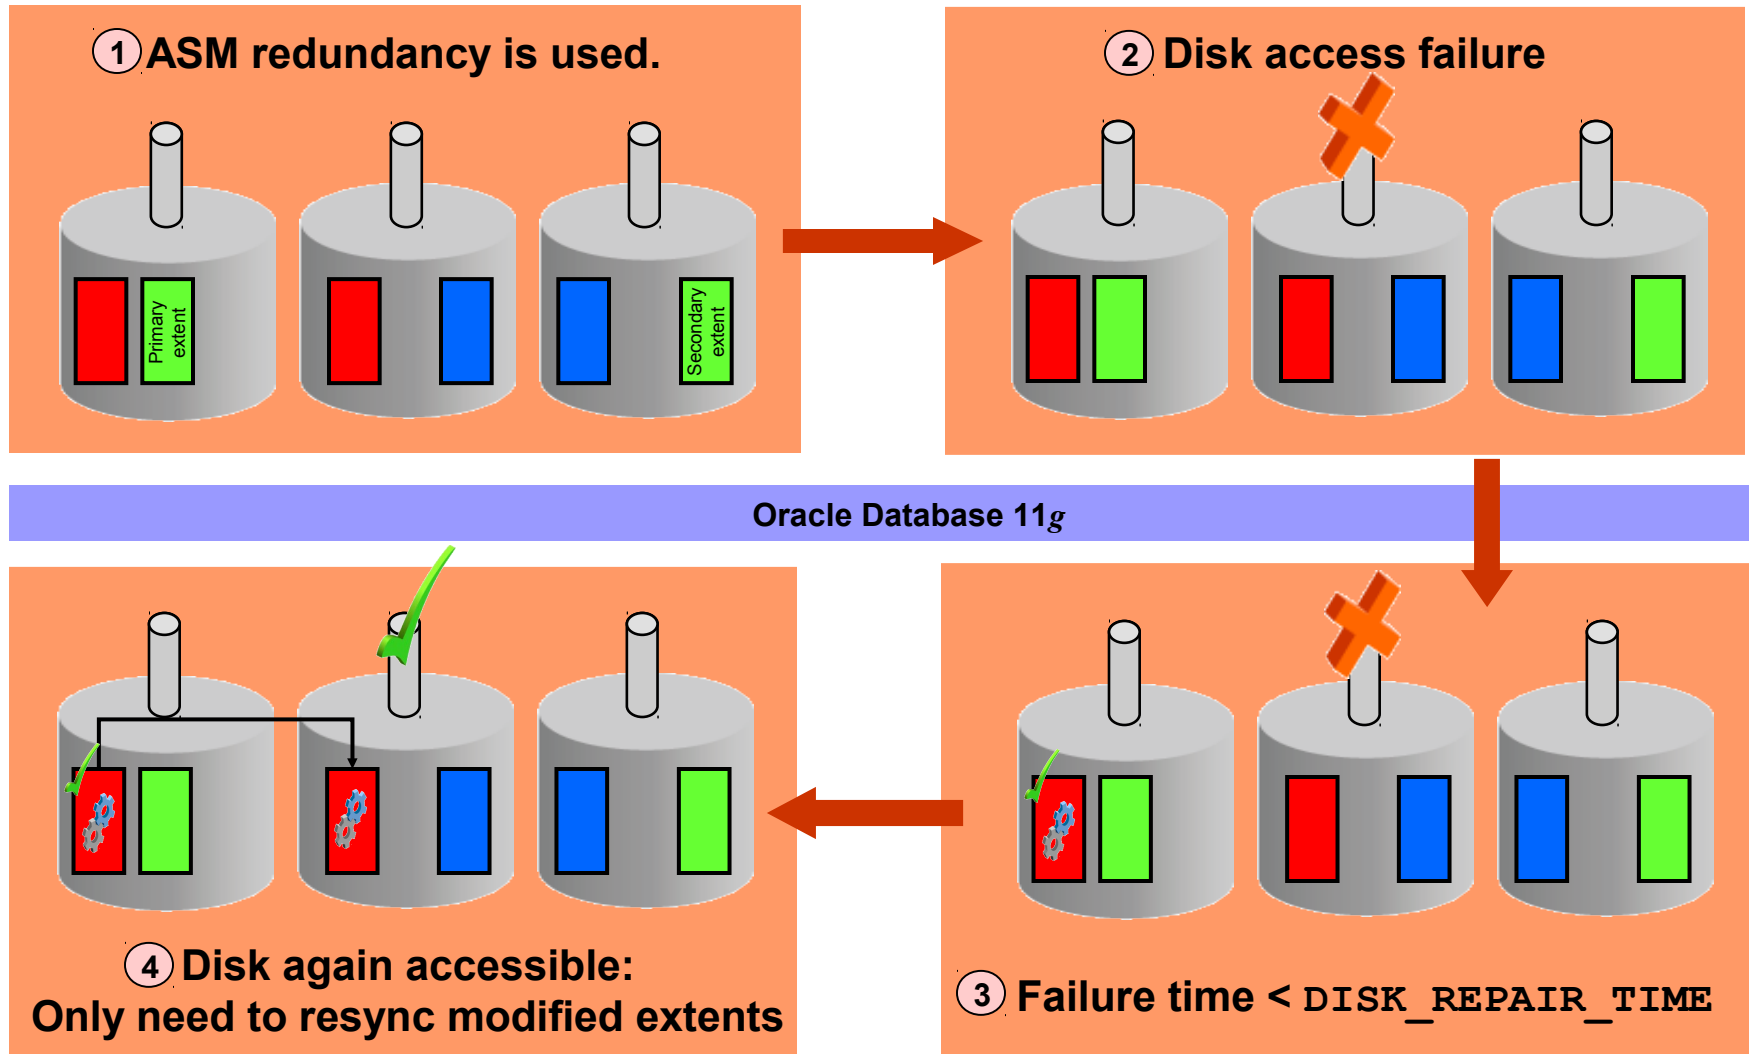 1 ASM redundancy is used.
Primary
extent
Secondary
extent
2 Disk access failure
Oracle Database 11g
3 Failure time < DISK_REPAIR_TIME
4 Disk again accessible:
Only need to resync modified extents